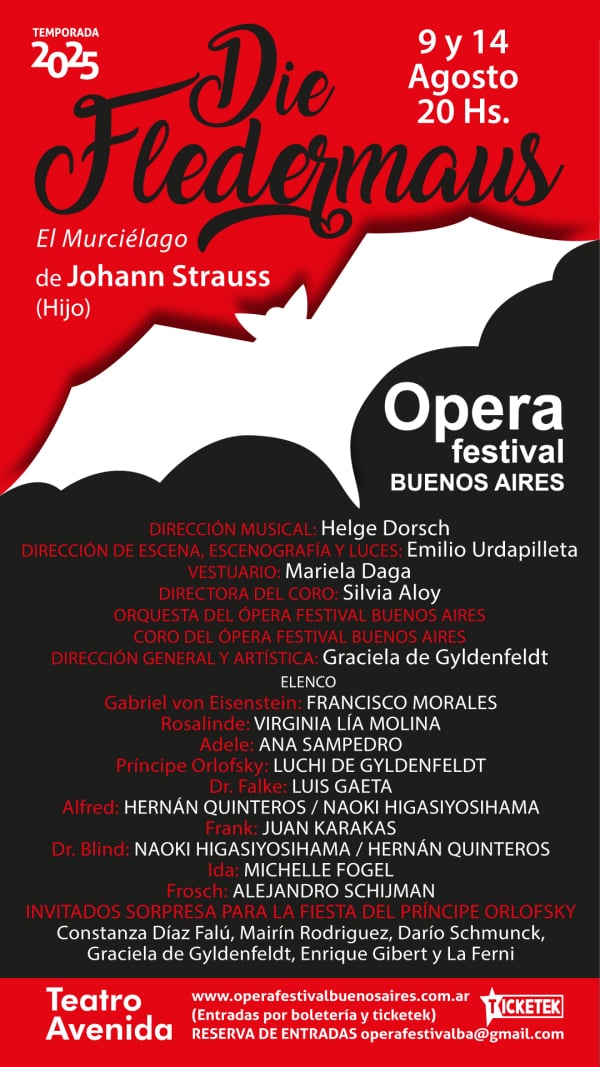 TEMPORADA
2025
9 y 14
Agosto
20 Hs.
Die
Fledermaus
El Murciélago
de Johann Strauss
(Hijo)
Opera
festival
BUENOS AIRES
DIRECCIÓN MUSICAL: Helge Dorsch
DIRECCIÓN DE ESCENA, ESCENOGRAFÍA Y LUCES: Emilio Urdapilleta
VESTUARIO: Mariela Daga
DIRECTORA DEL CORO: Silvia Aloy
ORQUESTA DEL ÓPERA FESTIVAL BUENOS AIRES
CORO DEL ÓPERA FESTIVAL BUENOS AIRES
DIRECCIÓN GENERAL Y ARTÍSTICA: Graciela de Gyldenfeldt
ELENCO
Gabriel von Eisenstein: FRANCISCO MORALES
Rosalinde: VIRGINIA LÍA MOLINA
Adele: ANA SAMPEDRO
Príncipe Orlofsky: LUCHI DE GYLDENFELDT
Dr. Falke: LUIS GAETA
Alfred: HERNÁN QUINTEROS / NAOKI HIGASIYOSIHAMA
Frank: JUAN KARAKAS
Dr. Blind: NAOKI HIGASIYOSIHAMA / HERNÁN QUINTEROS
Ida: MICHELLE FOGEL
Frosch: ALEJANDRO SCHIJMAN
INVITADOS SORPRESA PARA LA FIESTA DEL PRÍNCIPE ORLOFSKY
Constanza Díaz Falú, Mairín Rodriguez, Darío Schmunck,
Graciela de Gyldenfeldt, Enrique Gibert y La Ferni
Teatro
Avenida
www.operafestivalbuenosaires.com.ar
(Entradas por boletería y ticketek)
RESERVA DE ENTRADAS operafestivalba@gmail.com
TICKETEK